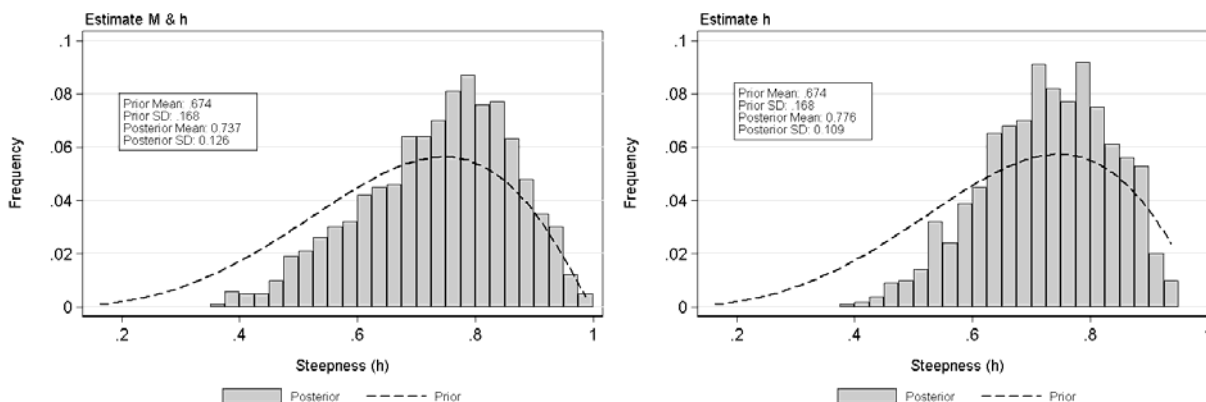 Estimate M & h
.1
.08
.06
.04
.02
0
Frequency
Prior Mean: .674
Prior SD: .168
Posterior Mean: 0.737
Posterior SD: 0.126
.2 .4 .6 .8 1
Steepness (h)
Posterior Prior
Estimate h
.1
.08
.06
.04
.02
0
Frequency
Prior Mean: .674
Prior SD: .168
Posterior Mean: 0.776
Posterior SD: 0.109
.2 .4 .6 .8 1
Steepness (h)
Posterior Prior